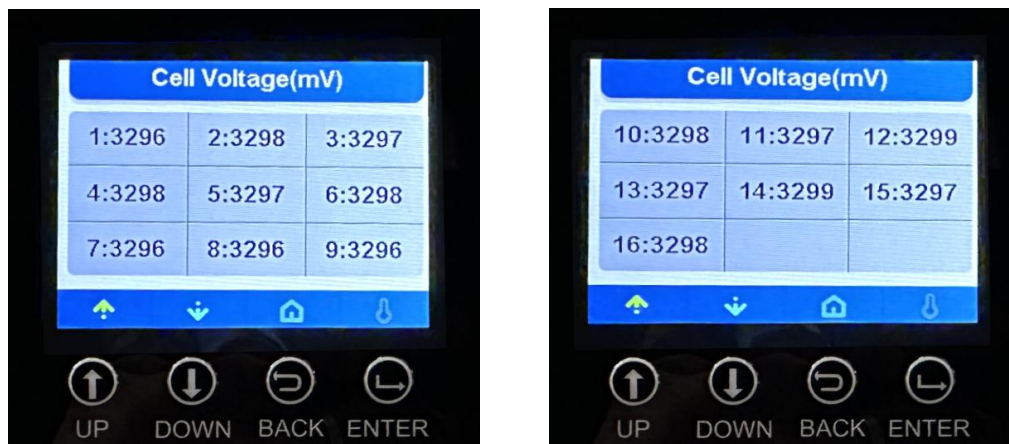 Cell Voltage(mV)
1:3296 2:3298 3:3297
4:3298 5:3297 6:3298
7:3296 8:3296 9:3296
UP DOWN BACK ENTER
Cell Voltage(mV)
10:3298 11:3297 12:3299
13:3297 14:3299 15:3297
16:3298
UP DOWN BACK ENTER